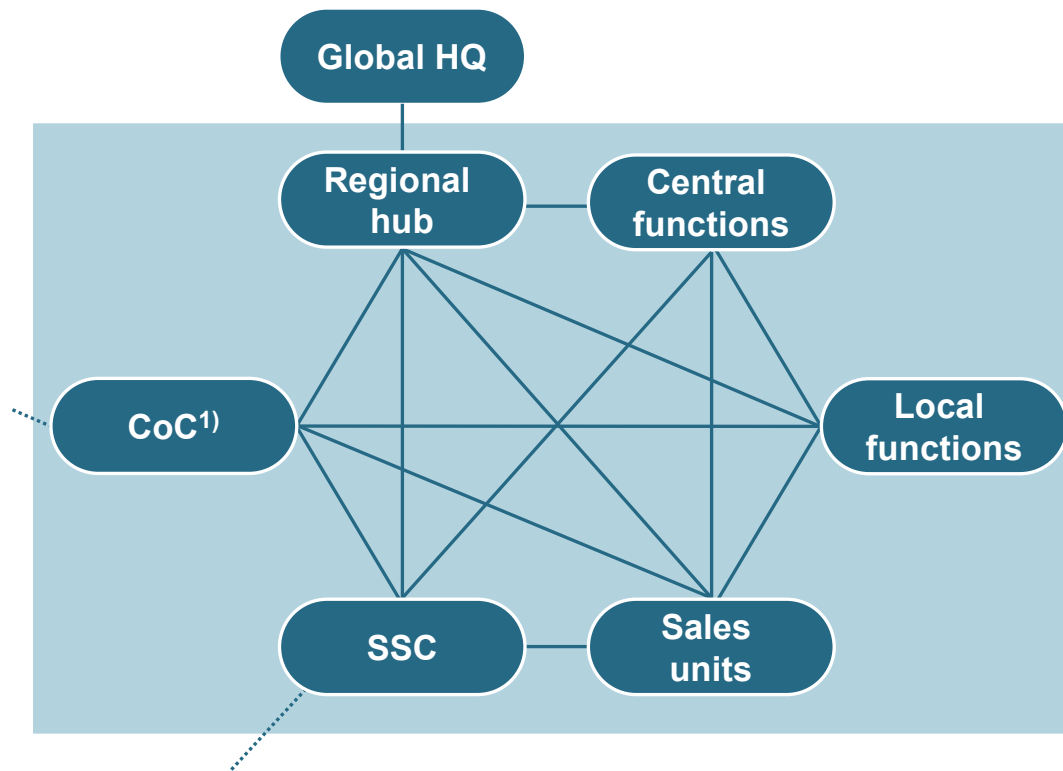 Global HQ
Regional
hub
Central
functions
CoC1)
Local
functions
SSC
Sales
units